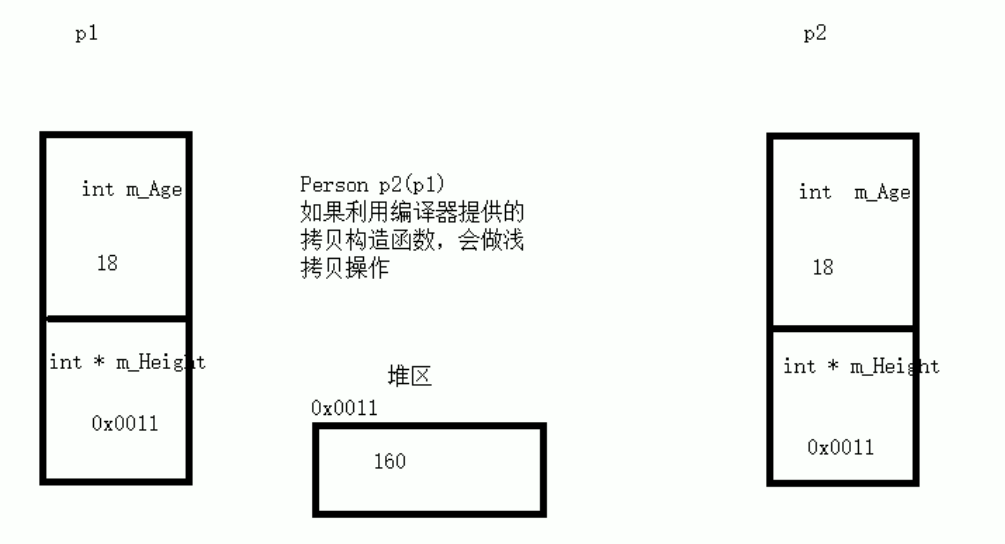 p1
p2
int m_Age
18
int * m_Height
0x0011
Person p2(p1)
如果利用编译器提供的
拷贝构造函数，会做浅
拷贝操作
堆区
0x0011
160
int  m_Age
18
int * m_Height
0x0011